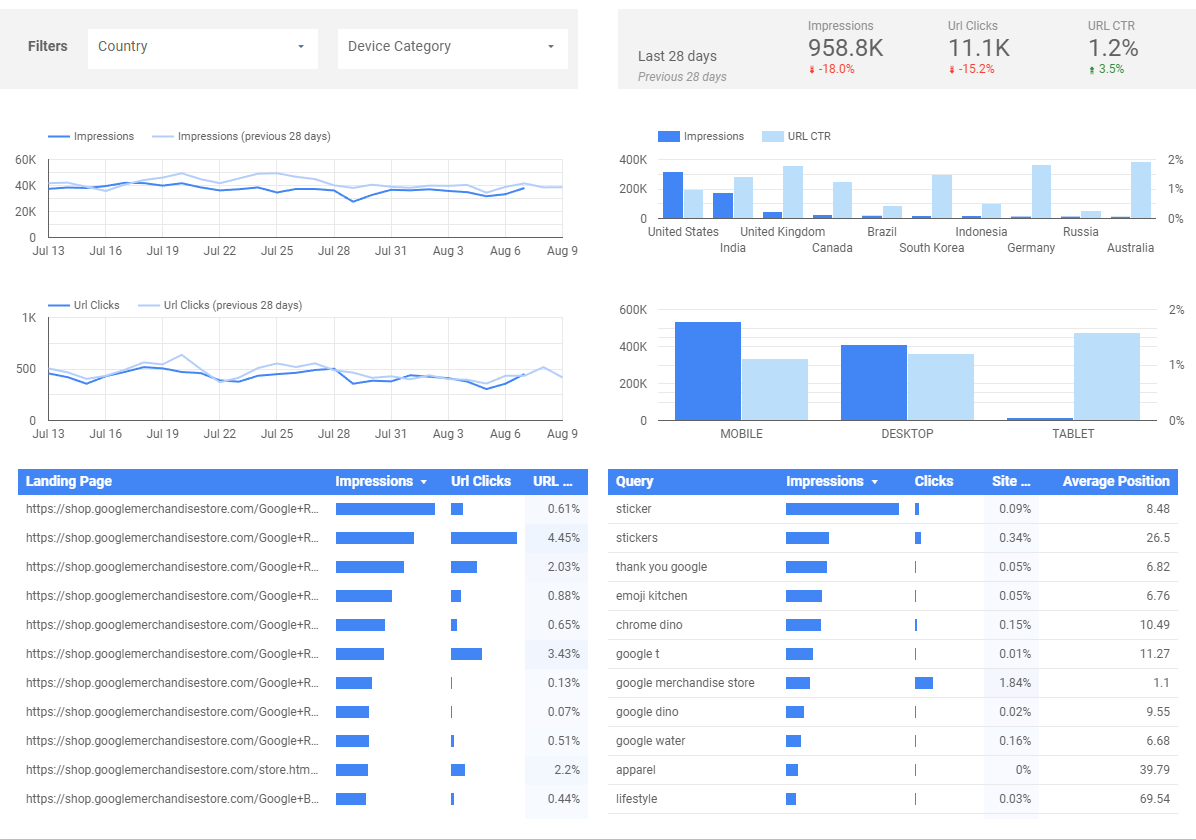 Filters
Country
Device Category
Last 28 days
Previous 28 days
Impressions
958.8K
-18.0%
Url Clicks
11.1K
-15.2%
URL CTR
1.2%
3.5%
Impressions Impressions (previous 28 days)
60K
40K
20K
0
Jul 13 Jul 16 Jul 19 Jul 22 Jul 25 Jul 28 Jul 31 Aug 3 Aug 6 Aug 9
Impressions URL CTR
400K 2%
200K 1%
0 0%
United States United Kingdom Brazil Indonesia Russia
India Canada South Korea Germany Australia
Url Clicks Url Clicks (previous 28 days)
1K
500
0
Jul 13 Jul 16 Jul 19 Jul 22 Jul 25 Jul 28 Jul 31 Aug 3 Aug 6 Aug 9
600K 2%
400K
1%
200K
0 0%
MOBILE DESKTOP TABLET
Landing Page Impressions Url Clicks URL ...
https://shop.googlemerchandisestore.com/Google+R... 0.61%
https://shop.googlemerchandisestore.com/Google+R... 4.45%
https://shop.googlemerchandisestore.com/Google+R... 2.03%
https://shop.googlemerchandisestore.com/Google+R... 0.88%
https://shop.googlemerchandisestore.com/Google+R... 0.65%
https://shop.googlemerchandisestore.com/Google+R... 3.43%
https://shop.googlemerchandisestore.com/Google+R... 0.13%
https://shop.googlemerchandisestore.com/Google+R... 0.07%
https://shop.googlemerchandisestore.com/Google+R... 0.51%
https://shop.googlemerchandisestore.com/store.htm... 2.2%
https://shop.googlemerchandisestore.com/Google+B... 0.44%
Query Impressions Clicks Site ... Average Position
sticker 0.09% 8.48
stickers 0.34% 26.5
thank you google 0.05% 6.82
emoji kitchen 0.05% 6.76
chrome dino 0.15% 10.49
google t 0.01% 11.27
google merchandise store 1.84% 1.1
google dino 0.02% 9.55
google water 0.16% 6.68
apparel 0% 39.79
lifestyle 0.03% 69.54